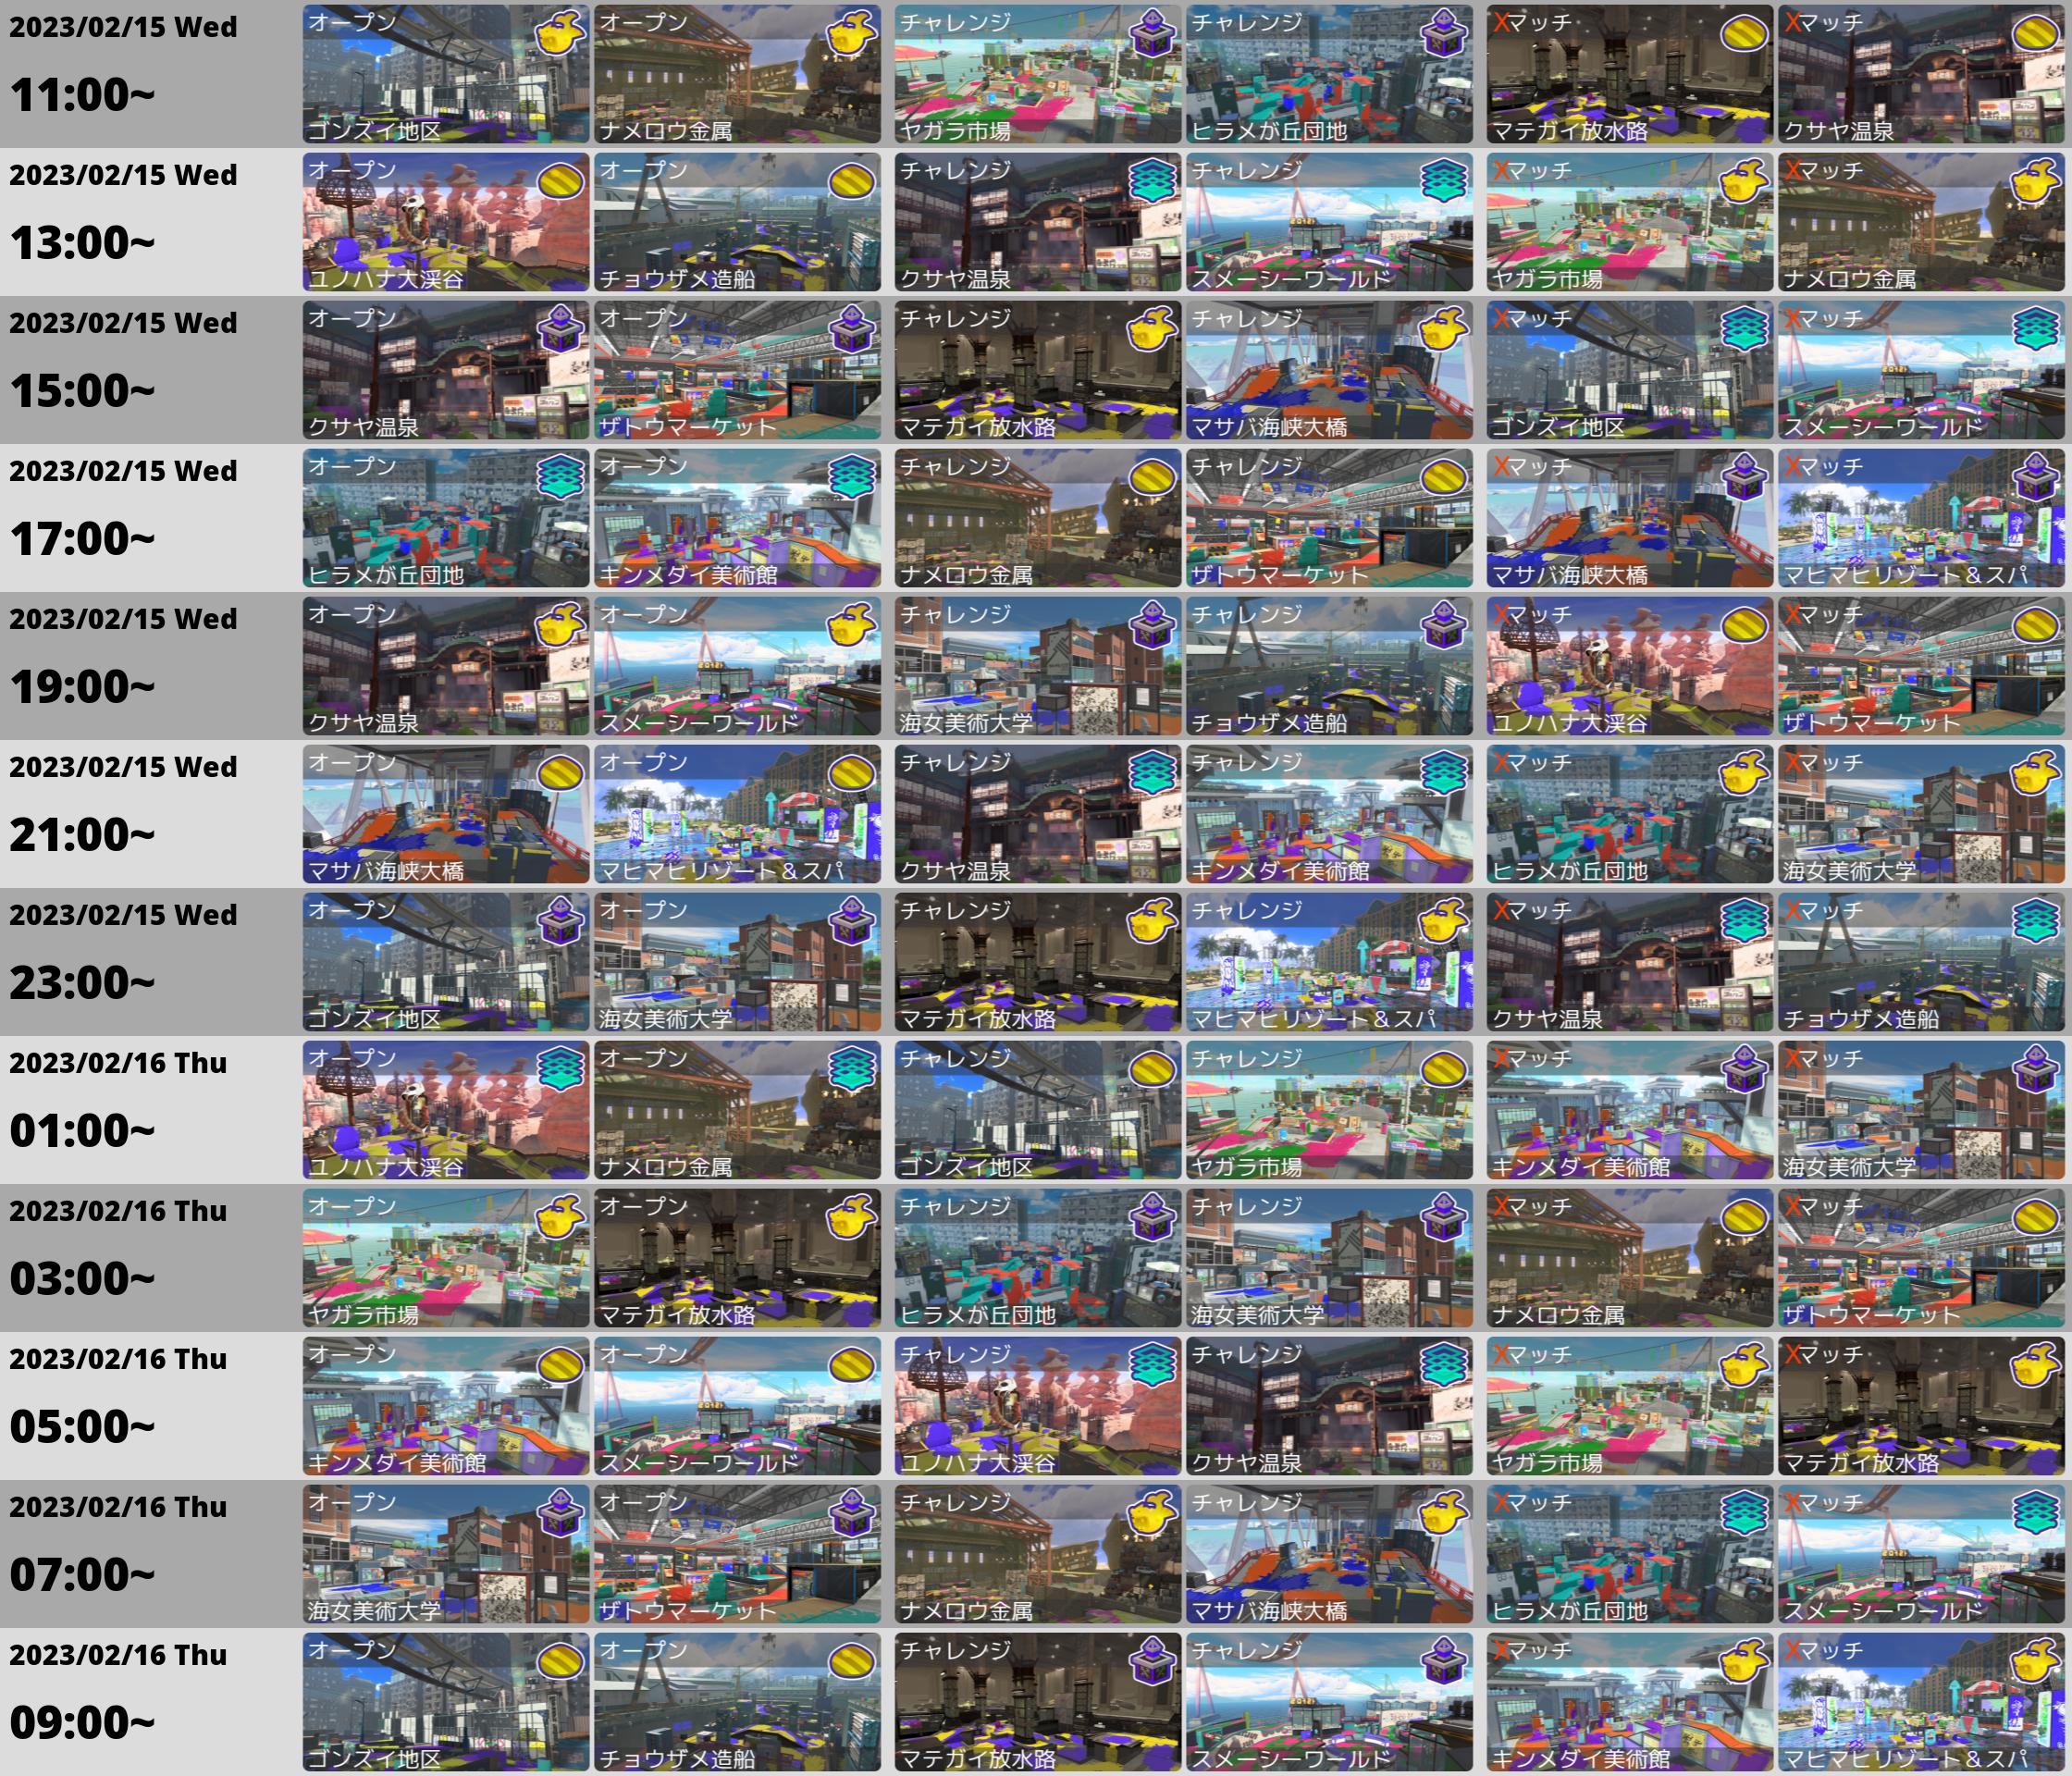 2023/02/15 Wed
11:00~
オープン オープン チャレンジ チャレンジ Xマッチ Xマッチ
ゴンズイ地区 ナメロウ金属 ヤガラ市場 ヒラメが丘団地 マテガイ放水路 クサヤ温泉
2023/02/15 Wed
13:00~
オープン オープン チャレンジ チャレンジ Xマッチ Xマッチ
ユノハナ大渓谷 チョウザメ造船 クサヤ温泉 スメーシーワールド ヤガラ市場 ナメロウ金属
2023/02/15 Wed
15:00~
オープン オープン チャレンジ チャレンジ Xマッチ Xマッチ
クサヤ温泉 ザトウマーケット マテガイ放水路 マサバ海峡大橋 ゴンズイ地区 スメーシーワールド
2023/02/15 Wed
17:00~
オープン オープン チャレンジ チャレンジ Xマッチ Xマッチ
ヒラメが丘団地 キンメダイ美術館 ナメロウ金属 ザトウマーケット マサバ海峡大橋 マヒマヒリゾート＆スパ
2023/02/15 Wed
19:00~
オープン オープン チャレンジ チャレンジ Xマッチ Xマッチ
クサヤ温泉 スメーシーワールド 海女美術大学 チョウザメ造船 ユノハナ大渓谷 ザトウマーケット
2023/02/15 Wed
21:00~
オープン オープン チャレンジ チャレンジ Xマッチ Xマッチ
マサバ海峡大橋 マヒマヒリゾート＆スパ クサヤ温泉 キンメダイ美術館 ヒラメが丘団地 海女美術大学
2023/02/15 Wed
23:00~
オープン オープン チャレンジ チャレンジ Xマッチ Xマッチ
ゴンズイ地区 海女美術大学 マテガイ放水路 マヒマヒリゾート＆スパ クサヤ温泉 チョウザメ造船
2023/02/16 Thu
01:00~
オープン オープン チャレンジ チャレンジ Xマッチ Xマッチ
ユノハナ大渓谷 ナメロウ金属 ゴンズイ地区 ヤガラ市場 キンメダイ美術館 海女美術大学
2023/02/16 Thu
03:00~
オープン オープン チャレンジ チャレンジ Xマッチ Xマッチ
ヤガラ市場 マテガイ放水路 ヒラメが丘団地 海女美術大学 ナメロウ金属 ザトウマーケット
2023/02/16 Thu
05:00~
オープン オープン チャレンジ チャレンジ Xマッチ Xマッチ
キンメダイ美術館 スメーシーワールド ユノハナ大渓谷 クサヤ温泉 ヤガラ市場 マテガイ放水路
2023/02/16 Thu
07:00~
オープン オープン チャレンジ チャレンジ Xマッチ Xマッチ
海女美術大学 ザトウマーケット ナメロウ金属 マサバ海峡大橋 ヒラメが丘団地 スメーシーワールド
2023/02/16 Thu
09:00~
オープン オープン チャレンジ チャレンジ Xマッチ Xマッチ
ゴンズイ地区 チョウザメ造船 マテガイ放水路 スメーシーワールド キンメダイ美術館 マヒマヒリゾート＆スパ